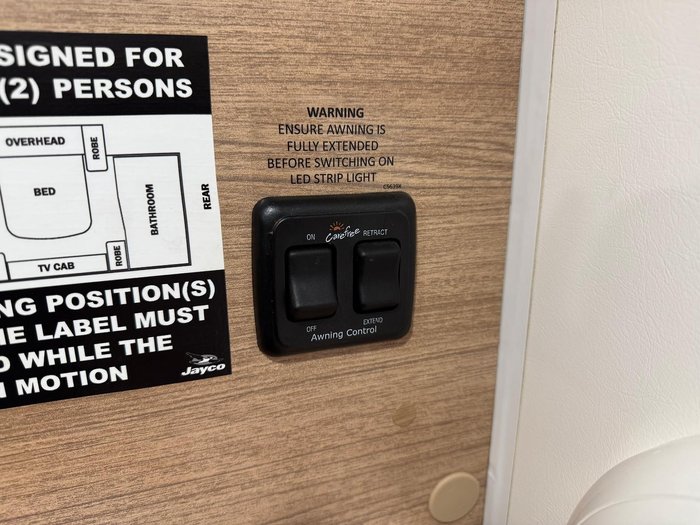 SIGNED FOR
(2) PERSONS
OVERHEAD
ROBE
BED
BATHROOM
REAR
TV CAB
ROBE
NG POSITION(S)
LABEL MUST
WHILE THE
MOTION
Jayco
WARNING
ENSURE AWNING IS
FULLY EXTENDED
BEFORE SWITCHING ON
LED STRIP LIGHT
ON
Carefree
RETRACT
OFF
EXTEND
Awning Control